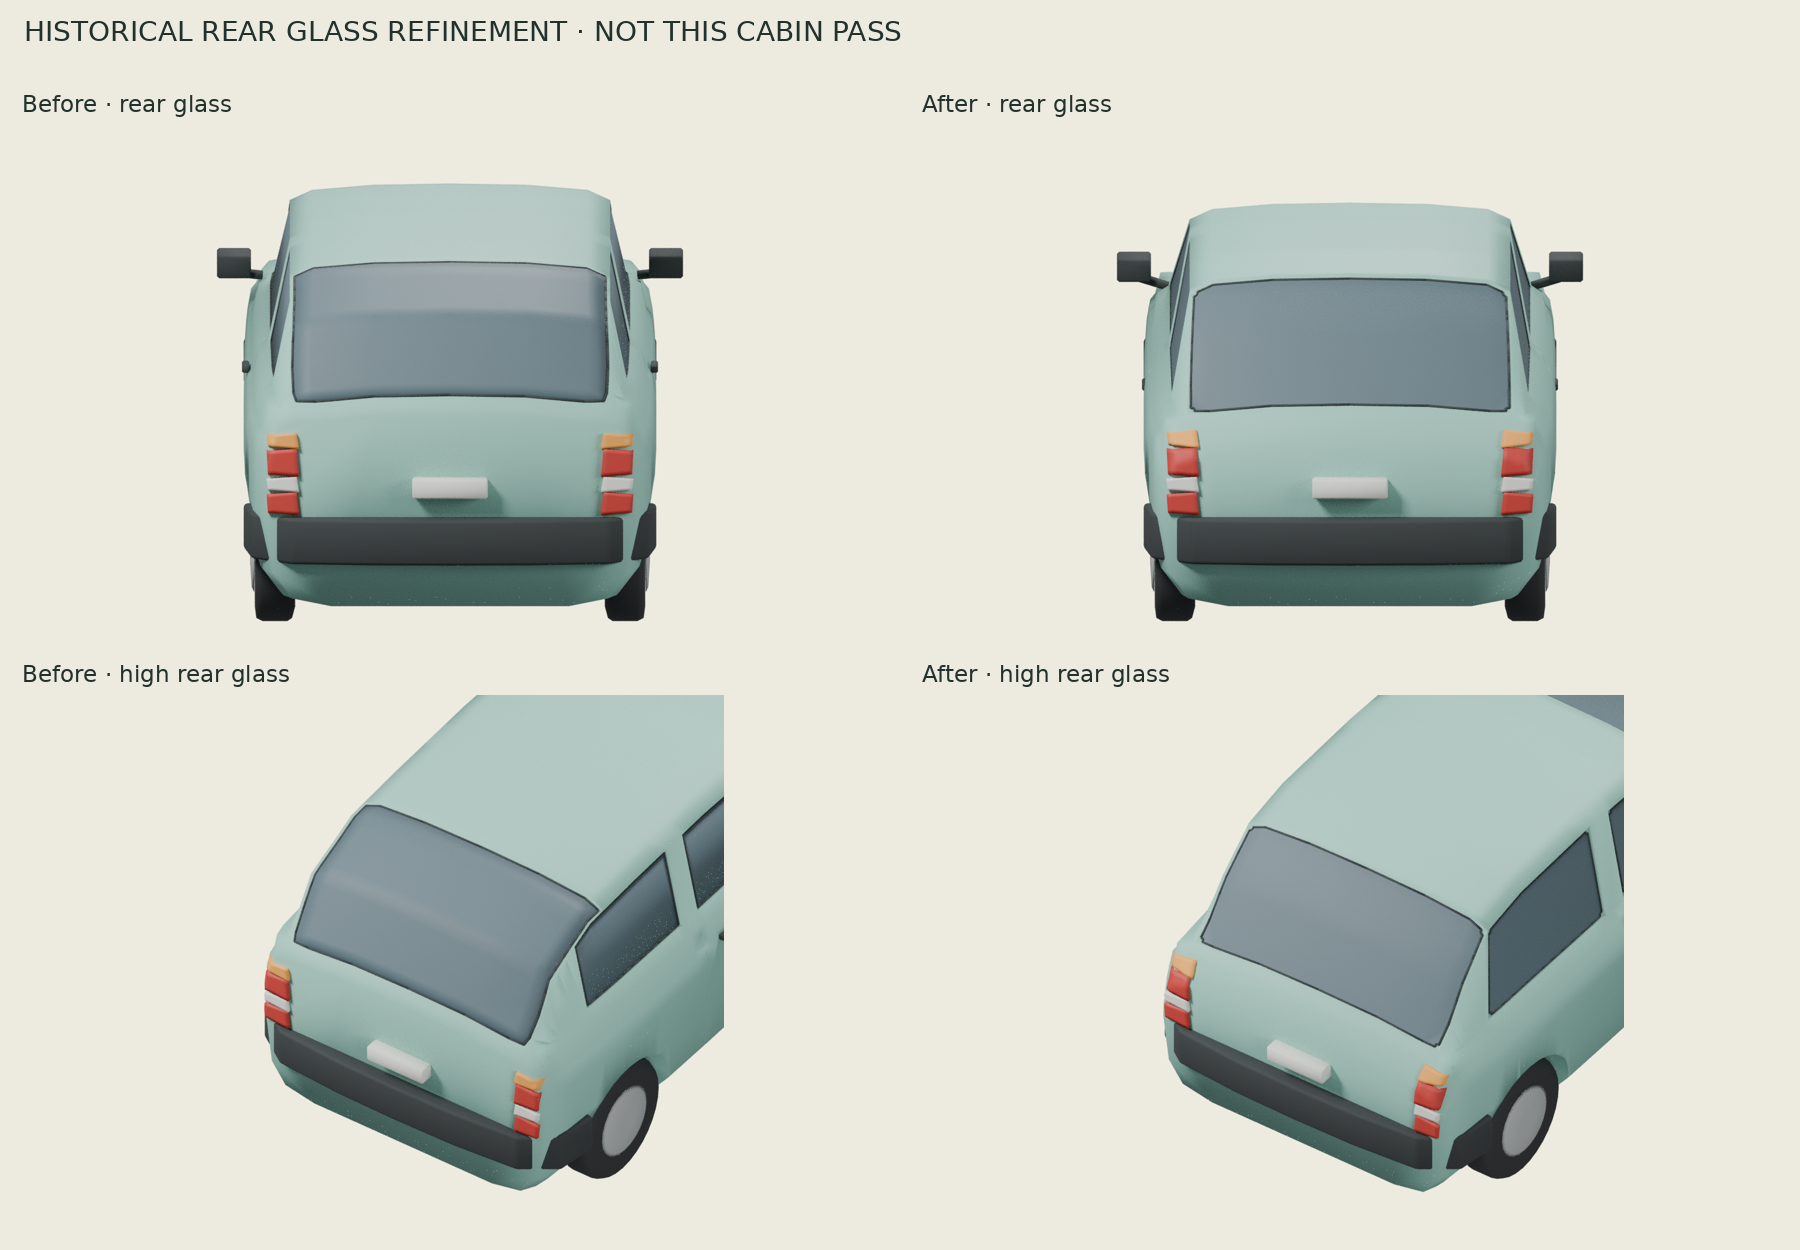 HISTORICAL REAR GLASS REFINEMENT · NOT THIS CABIN PASS
Before · rear glass
After · rear glass
Before · high rear glass
After · high rear glass